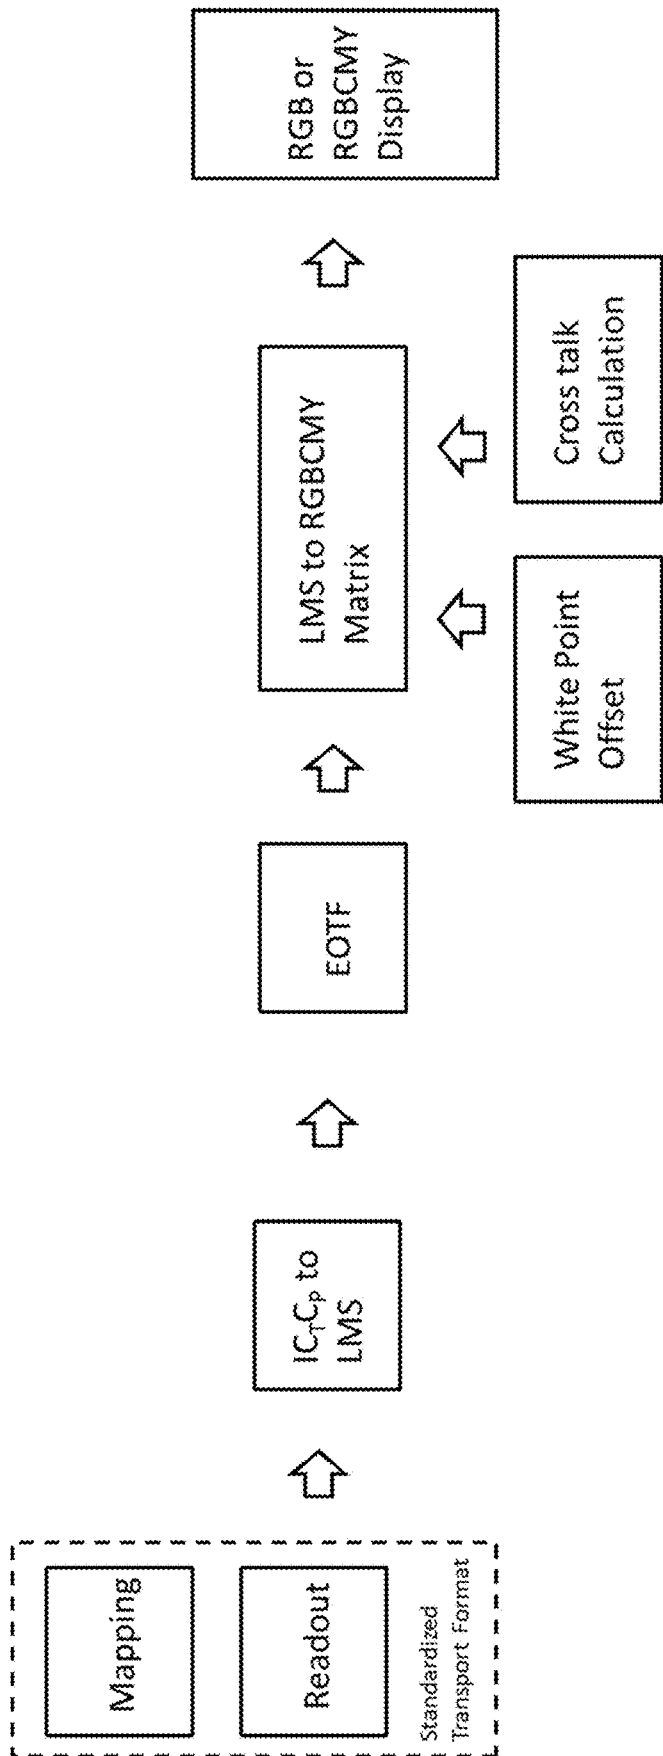 Mapping
Readout
Standardized
Transport Format
ICTCP to
LMS
EOTF
LMS to RGBCMY
Matrix
White Point
Offset
Cross talk
Calculation
RGB or
RGBCMY
Display